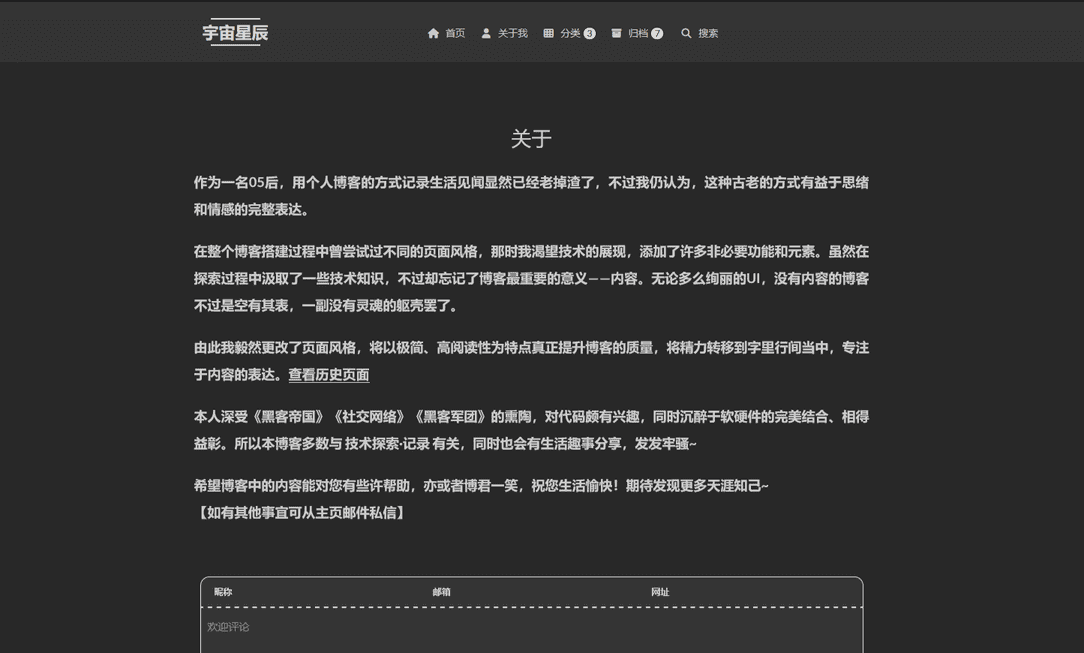 宇宙星辰
首页 关于我 分类 3 归档 7 搜索
关于
作为一名05后，用个人博客的方式记录生活见闻显然已经老掉渣了，不过我仍认为，这种古老的方式有益于思绪
和情感的完整表达。
在整个博客搭建过程中曾尝试过不同的页面风格，那时我渴望技术的展现，添加了许多非必要功能和元素。虽然在
探索过程中汲取了一些技术知识，不过却忘记了博客最重要的意义——内容。无论多么绚丽的UI，没有内容的博客
不过是空有其表，一副没有灵魂的躯壳罢了。
由此我毅然更改了页面风格，将以极简、高阅读性为特点真正提升博客的质量，将精力转移到字里行间当中，专注
于内容的表达。查看历史页面
本人深受《黑客帝国》《社交网络》《黑客军团》的熏陶，对代码颇有兴趣，同时沉醉于软硬件的完美结合、相得
益彰。所以本博客多数与 技术探索·记录 有关，同时也会有生活趣事分享，发发牢骚~
希望博客中的内容能对您有些许帮助，亦或者博君一笑，祝您生活愉快！期待发现更多天涯知己~
【如有其他事宜可从主页邮件私信】
昵称 邮箱 网址
欢迎评论